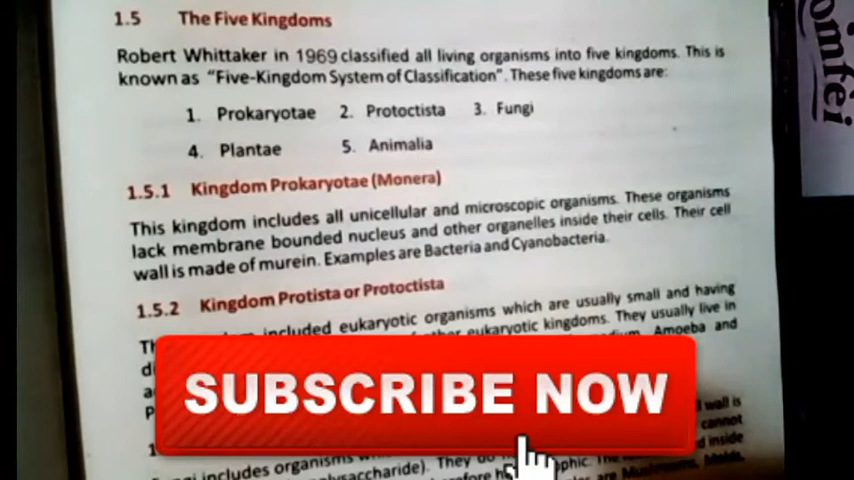 1.5 The Five Kingdoms
Robert Whittaker in 1969 classified all living organisms into five kingdoms. This is
known as "Five-Kingdom System of Classification". These five kingdoms are:
1. Prokaryotae 2. Protoctista 3. Fungi
4. Plantae 5. Animalia
1.5.1 Kingdom Prokaryotae (Monera)
This kingdom includes all unicellular and microscopic organisms. These organisms
lack membrane bounded nucleus and other organelles inside their cells. Their cell
wall is made of murein. Examples are Bacteria and Cyanobacteria.
1.5.2 Kingdom Protista or Protoctista
included eukaryotic organisms which are usually small and having
eukaryotic kingdoms. They usually live in
Amoeba and
SUBSCRIBE NOW
wall is
cannot
inside
includes organisms
They
are Mushrooms, Molds,
omfei